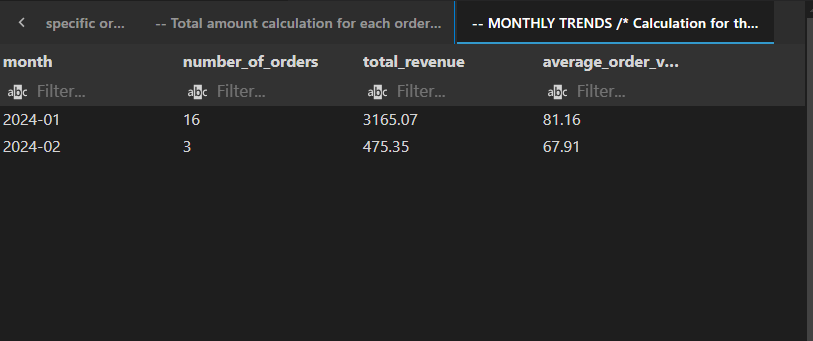 specific or... -- Total amount calculation for each order... -- MONTHLY TRENDS /* Calculation for th...
month number_of_orders total_revenue average_order_v...
abc Filter... abc Filter... abc Filter... abc Filter...
2024-01 16 3165.07 81.16
2024-02 3 475.35 67.91